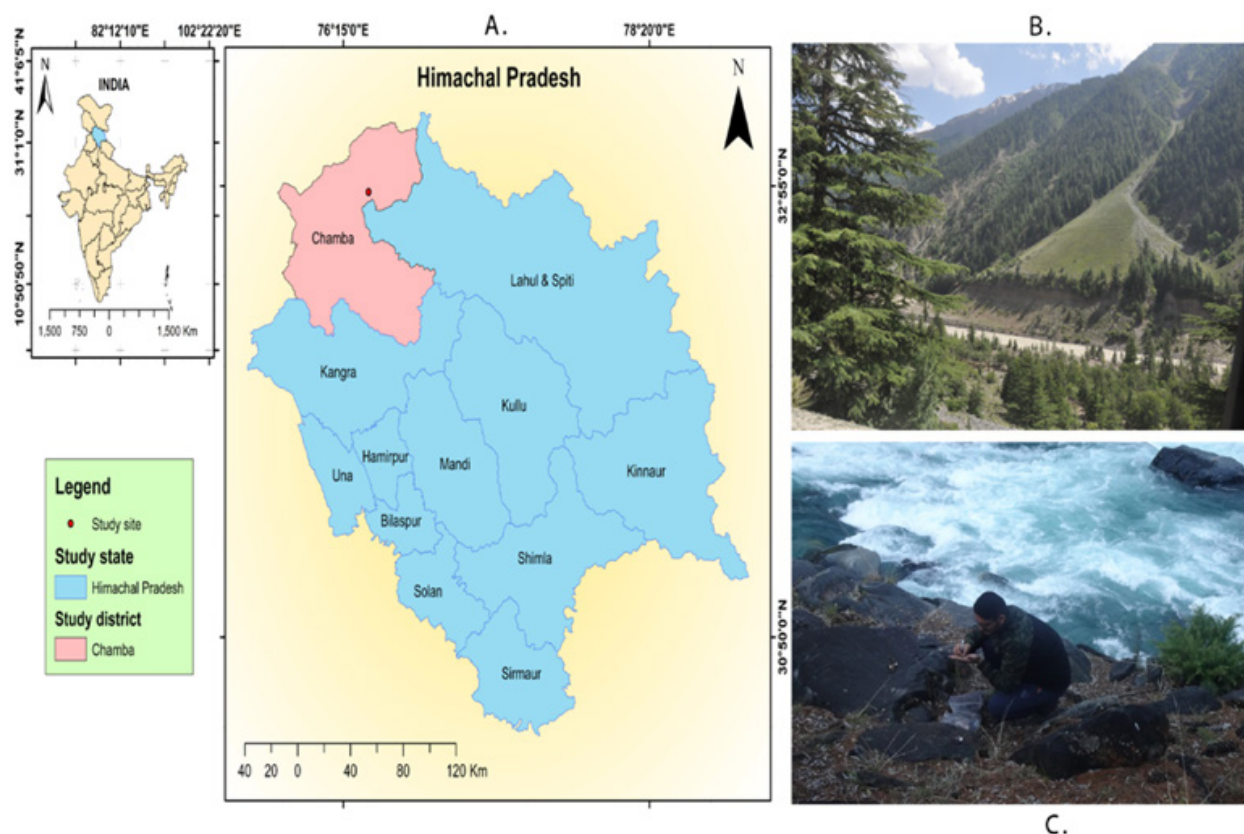 A.
B.
82°12'10"E 102°22'20"E
41°6'5"N
31°1'0"N
10°50'50"N
N
INDIA
1,500 750 0 1,500 Km
76°15'0"E 78°20'0"E
Himachal Pradesh
N
32°55'0"N
30°50'0"N
Chamba
Lahul & Spiti
Kangra
Kullu
Hamirpur
Mandi
Una
Kinnaur
Bilaspur
Shimla
Solan
Sirmaur
40 20 0 40 80 120 Km
Legend
Study site
Study state
Himachal Pradesh
Study district
Chamba
C.